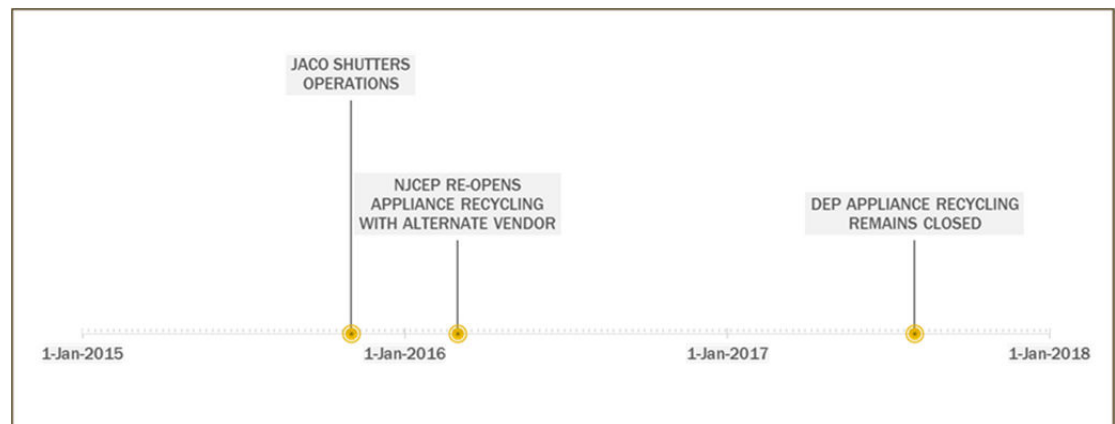 JACO SHUTTERS
OPERATIONS
NJCEP RE-OPENS
APPLIANCE RECYCLING
WITH ALTERNATE VENDOR
DEP APPLIANCE RECYCLING
REMAINS CLOSED
1-Jan-2015
1-Jan-2016
1-Jan-2017
1-Jan-2018